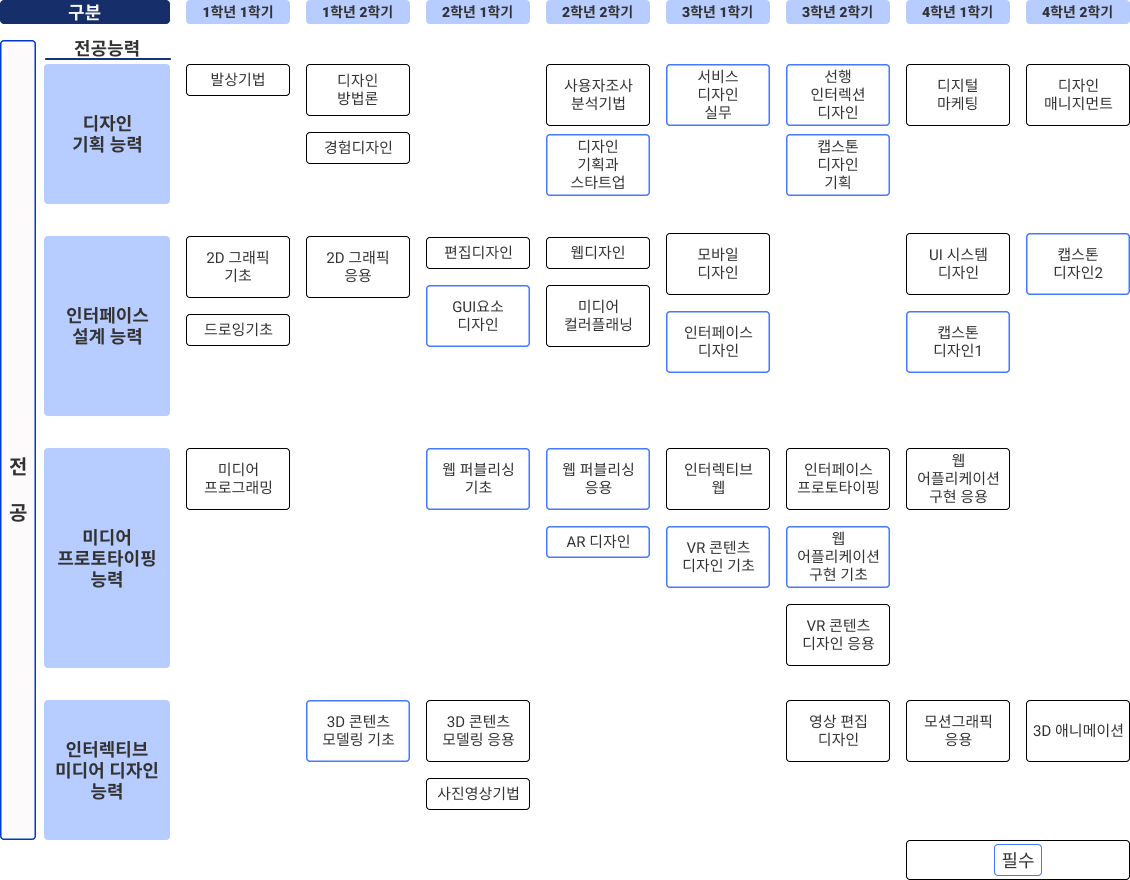 구분
1학년 1학기
1학년 2학기
2학년 1학기
2학년 2학기
3학년 1학기
3학년 2학기
4학년 1학기
4학년 2학기
전
공
전공능력
디자인
기획 능력
발상기법
디자인
방법론
경험디자인
사용자조사
분석기법
디자인
기획과
스타트업
서비스
디자인
실무
선행
인터렉션
디자인
캡스톤
디자인
기획
디지털
마케팅
디자인
매니지먼트
인터페이스
설계 능력
2D 그래픽
기초
드로잉기초
2D 그래픽
응용
편집디자인
GUI요소
디자인
웹디자인
미디어
컬러플래닝
모바일
디자인
인터페이스
디자인
UI 시스템
디자인
캡스톤
디자인1
캡스톤
디자인2
미디어
프로토타이핑
능력
미디어
프로그래밍
웹 퍼블리싱
기초
웹 퍼블리싱
응용
AR 디자인
인터렉티브
웹
VR 콘텐츠
디자인 기초
인터페이스
프로토타이핑
웹
어플리케이션
구현 기초
VR 콘텐츠
디자인 응용
웹
어플리케이션
구현 응용
인터렉티브
미디어 디자인
능력
3D 콘텐츠
모델링 기초
3D 콘텐츠
모델링 응용
사진영상기법
영상 편집
디자인
모션그래픽
응용
3D 애니메이션
필수